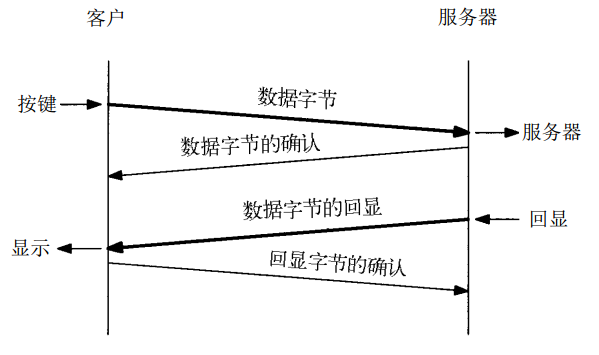 客户
服务器
按键
数据字节
服务器
数据字节的确认
数据字节的回显
回显
显示
回显字节的确认